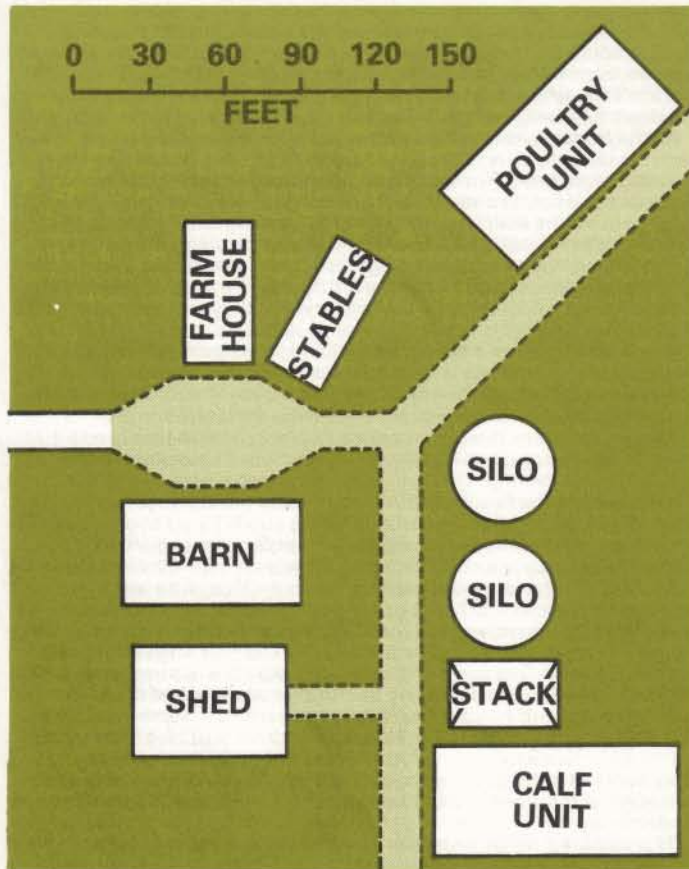 0 30 60 90 120 150
FEET
POULTRY
UNIT
FARM
HOUSE
STABLES
SILO
BARN
SILO
SHED
STACK
CALF
UNIT